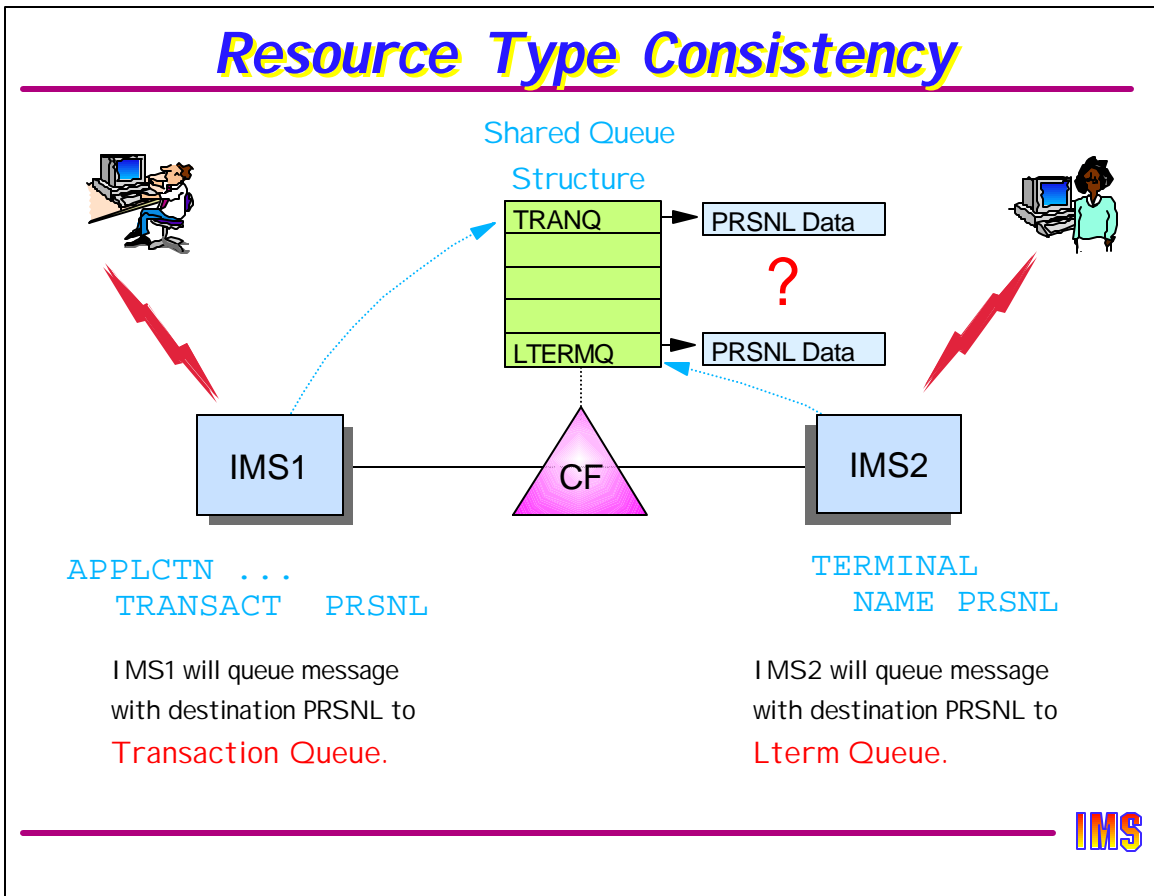 Resource Type Consistency
Shared Queue
Structure
TRANQ
PRSNL Data
?
LTERMQ
PRSNL Data
IMS1
CF
IMS2
APPLCTN ...
TRANSACT PRSNL
TERMINAL
NAME PRSNL
IMS1 will queue message
with destination PRSNL to
Transaction Queue.
IMS2 will queue message
with destination PRSNL to
Lterm Queue.
IMS